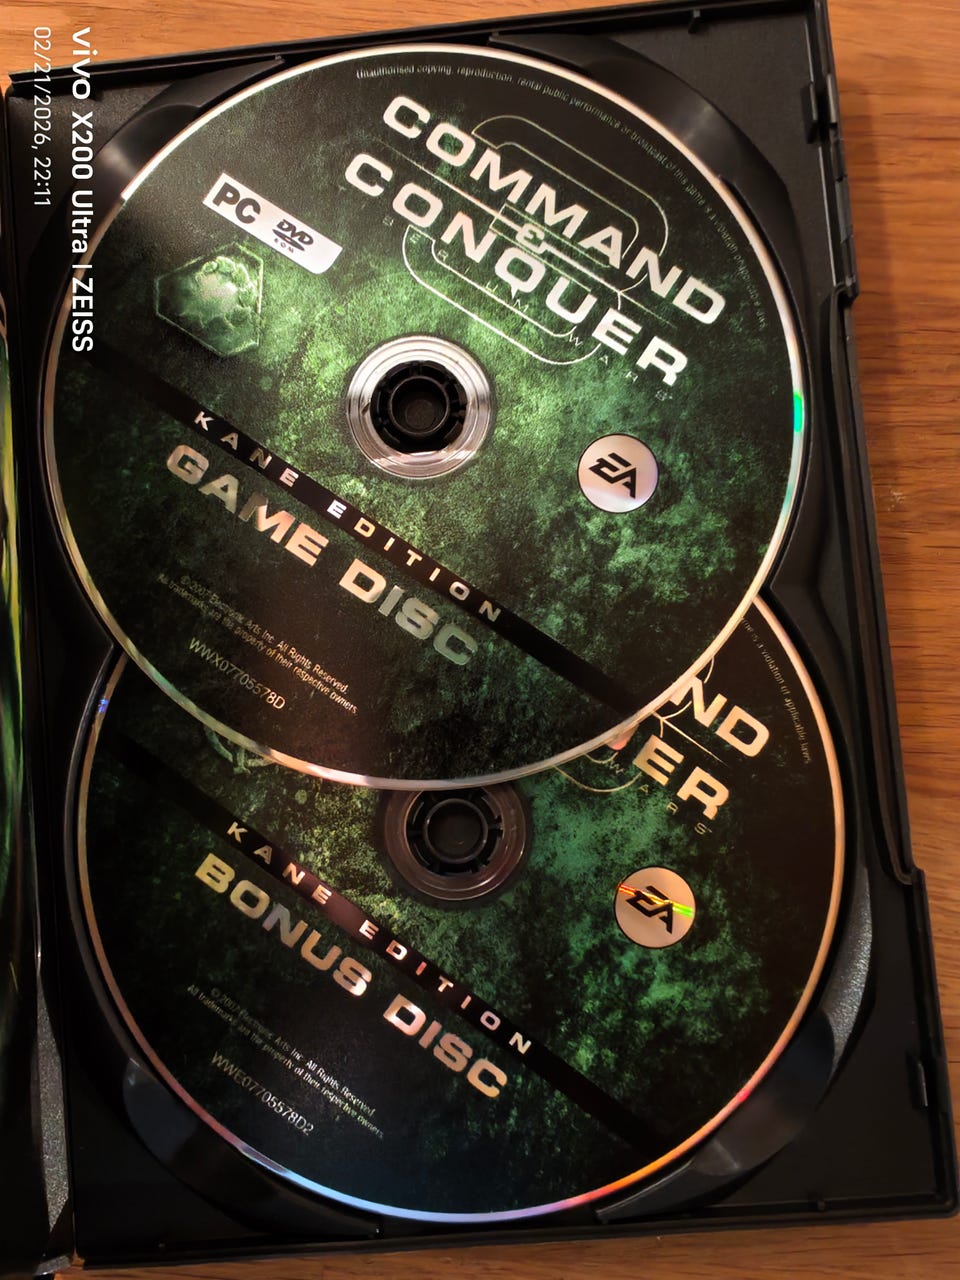 vivo X200 Ultra | ZEISS
02/21/2026, 22:11
Unauthorised copying, reproduction, rental public performance or broadcast of this game is a violation of applicable laws
COMMAND
&
CONQUER
TIBERIUM WARS
PC DVD
ROM
EA
KANE EDITION
GAME DISC
© 2007 Electronic Arts Inc. All Rights Reserved.
All trademarks are the property of their respective owners.
WWX07705578D
game is a violation of applicable laws
ND
ER
WARS
EA
KANE EDITION
BONUS DISC
© 2007 Electronic Arts Inc. All Rights Reserved.
All trademarks are the property of their respective owners.
WWE07705578D2